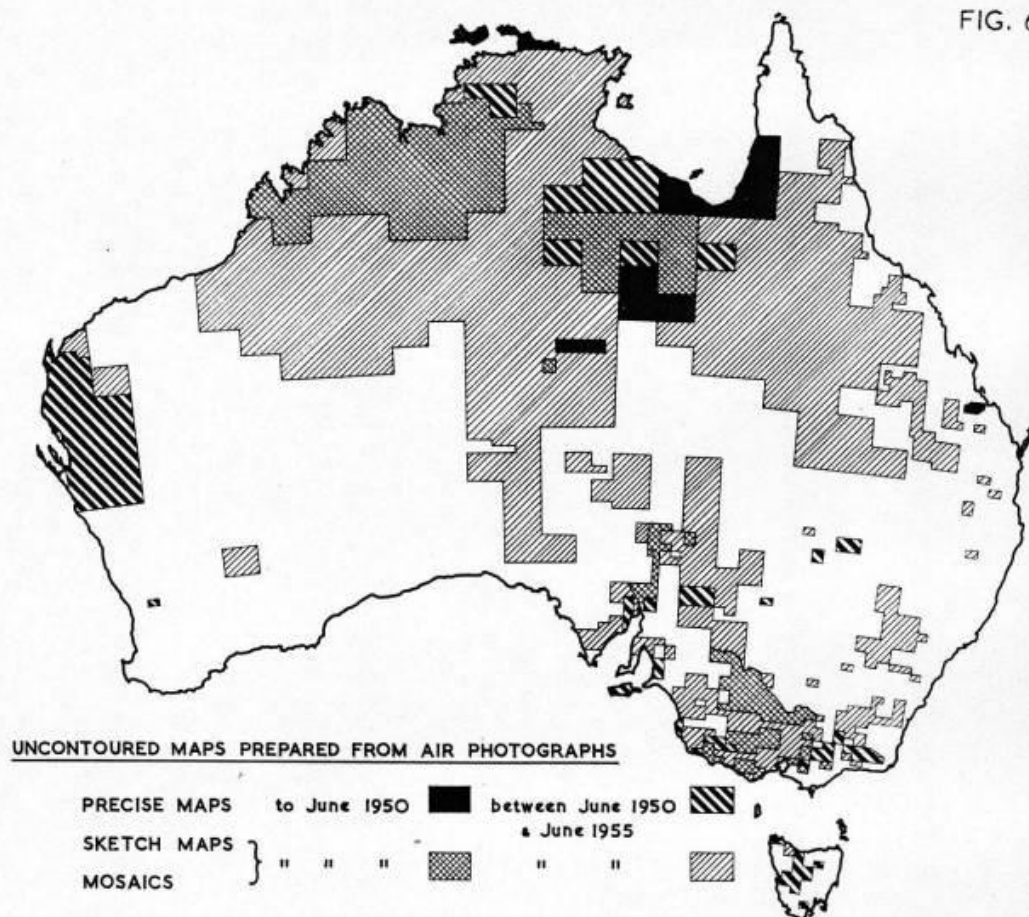 FIG. 6
UNCONTOURED MAPS PREPARED FROM AIR PHOTOGRAPHS
PRECISE MAPS to June 1950 between June 1950
& June 1955
SKETCH MAPS
" " " " "
MOSAICS